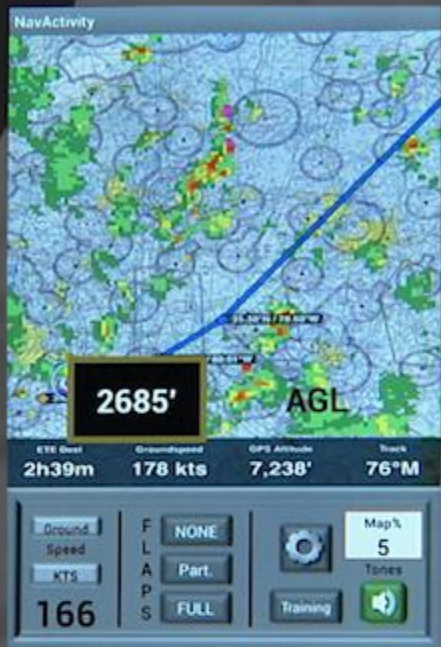 NavActivity
2685'
AGL
ETE Dest Groundspeed GPS Altitude Track
2h39m 178 kts 7,238' 76°M
Ground
Speed
KTS
166
FLAPS
NONE
Part.
FULL
Map%
5
Tones
Training